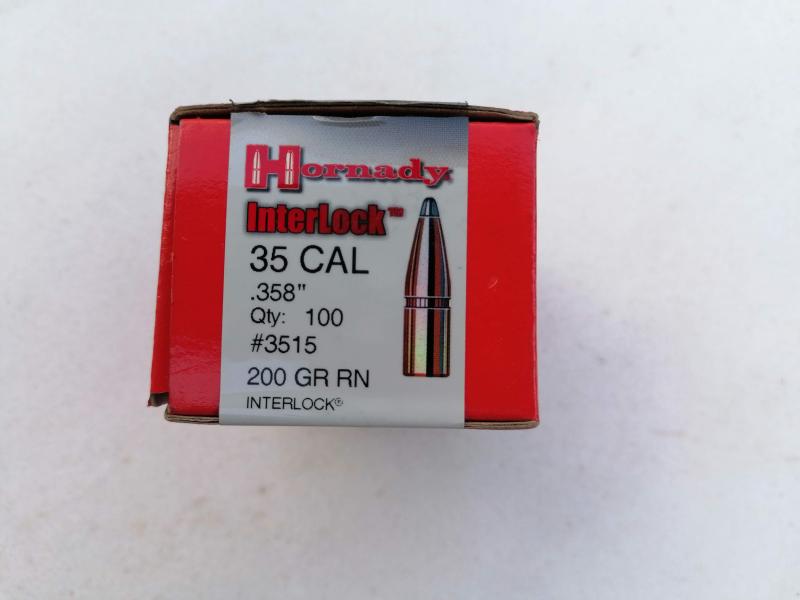 Hornady
InterLock™
35 CAL
.358"
Qty: 100
#3515
200 GR RN
INTERLOCK®